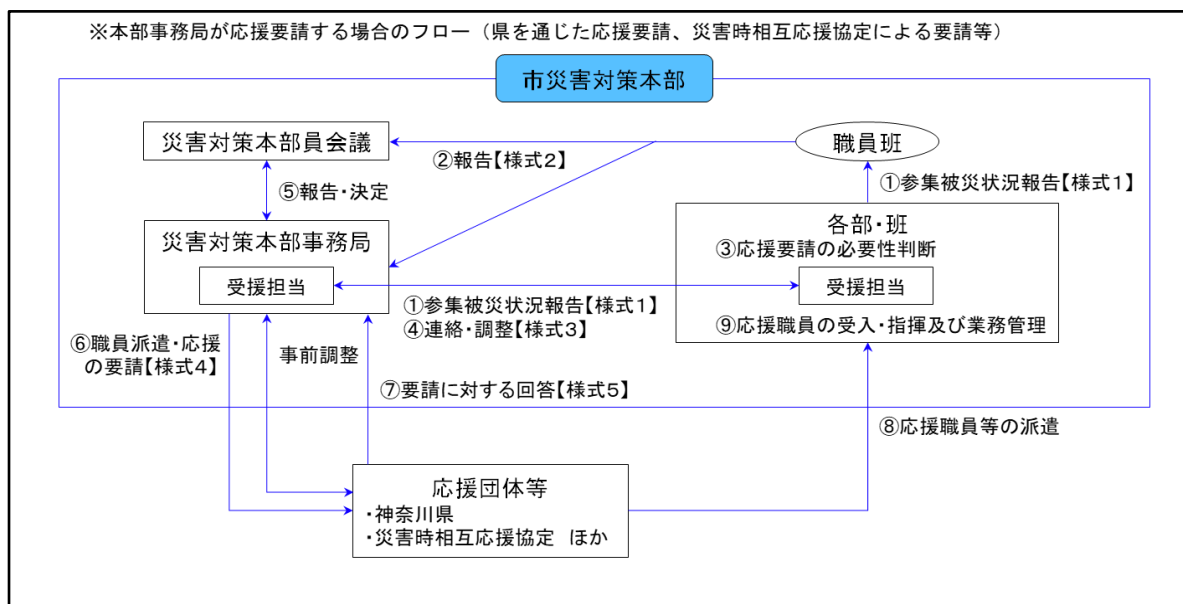 ※本部事務局が応援要請する場合のフロー（県を通じた応援要請、災害時相互応援協定による要請等）
市災害対策本部
災害対策本部員会議
職員班
②報告【様式２】
①参集被災状況報告【様式１】
⑤報告・決定
災害対策本部事務局
受援担当
各部・班
③応援要請の必要性判断
受援担当
⑨応援職員の受入・指揮及び業務管理
①参集被災状況報告【様式１】
④連絡・調整【様式３】
⑥職員派遣・応援
の要請【様式４】
事前調整
⑦要請に対する回答【様式５】
⑧応援職員等の派遣
応援団体等
・神奈川県
・災害時相互応援協定　ほか